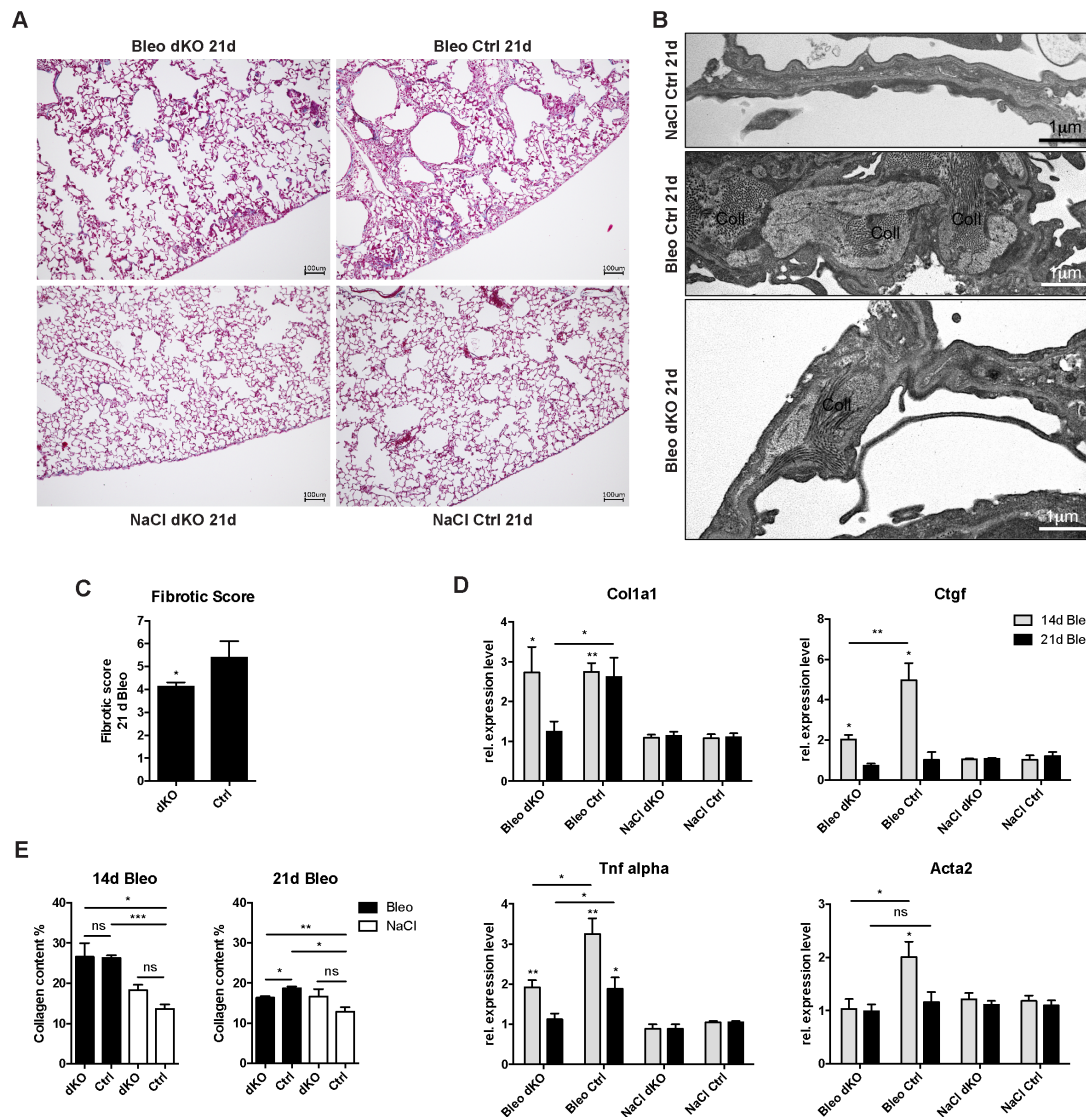 A
Bleo dKO 21d
Bleo Ctrl 21d
100um
100um
100um
100um
NaCl dKO 21d
NaCl Ctrl 21d
B
NaCl Ctrl 21d
1µm
Bleo Ctrl 21d
Coll
Coll
Coll
1µm
Bleo dKO 21d
Coll
1µm
C
Fibrotic Score
Fibrotic score
21 d Bleo
7
6
5
4
3
2
1
0
*
dKO
Ctrl
D
Col1a1
rel. expression level
4
3
2
1
0
*
*
**
Bleo dKO
Bleo Ctrl
NaCl dKO
NaCl Ctrl
Ctgf
rel. expression level
8
6
4
2
0
**
*
*
14d Ble
21d Ble
Bleo dKO
Bleo Ctrl
NaCl dKO
NaCl Ctrl
E
14d Bleo
Collagen content %
40
30
20
10
0
*
ns
***
ns
dKO
Ctrl
dKO
Ctrl
21d Bleo
Collagen content %
40
30
20
10
0
**
*
*
ns
Bleo
NaCl
dKO
Ctrl
dKO
Ctrl
Tnf alpha
rel. expression level
4
3
2
1
0
*
*
**
**
*
Bleo dKO
Bleo Ctrl
NaCl dKO
NaCl Ctrl
Acta2
rel. expression level
3
2
1
0
*
ns
*
Bleo dKO
Bleo Ctrl
NaCl dKO
NaCl Ctrl